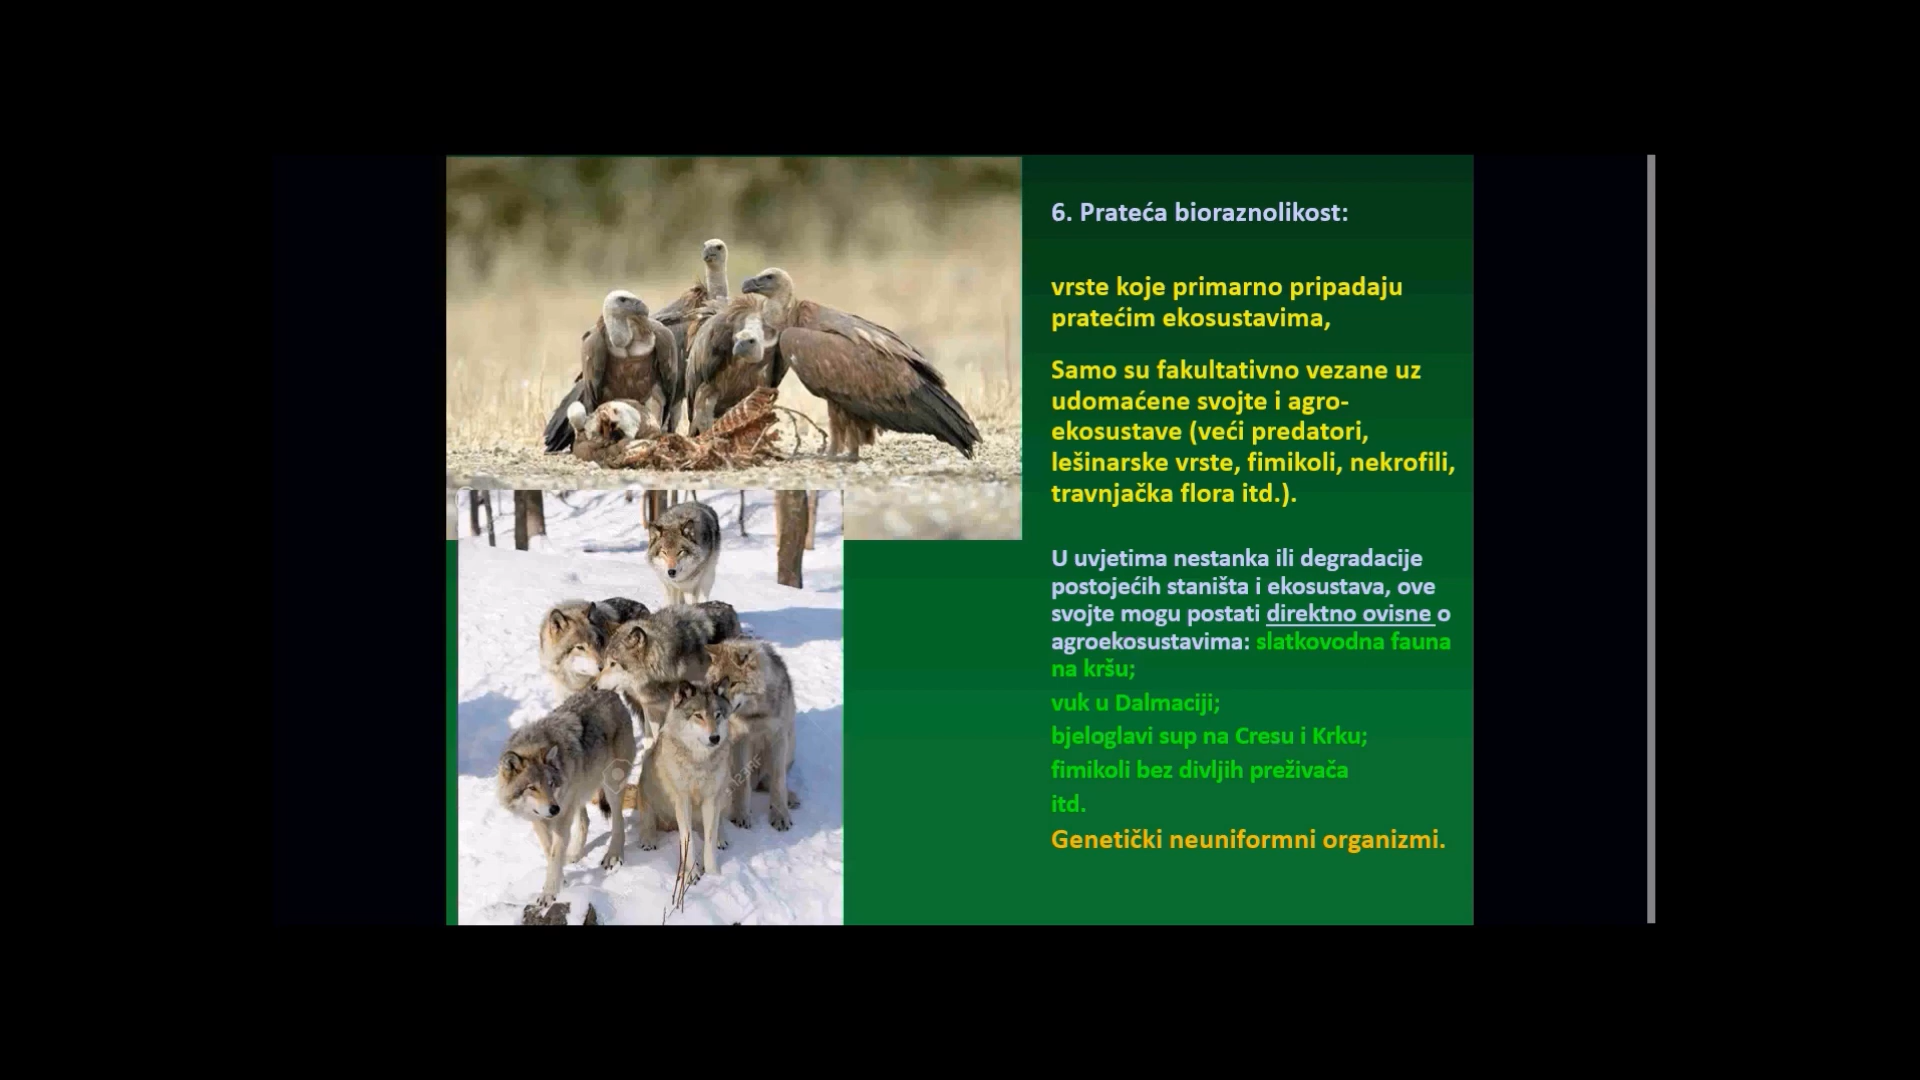 6. Prateća bioraznolikost:
vrste koje primarno pripadaju
pratećim ekosustavima,
Samo su fakultativno vezane uz
udomaćene svojte i agro-
ekosustave (veći predatori,
lešinarske vrste, fimikoli, nekrofili,
travnjačka flora itd.).
U uvjetima nestanka ili degradacije
postojećih staništa i ekosustava, ove
svojte mogu postati direktno ovisne o
agroekosustavima: slatkovodna fauna
na kršu;
vuk u Dalmaciji;
bjeloglavi sup na Cresu i Krku;
fimikoli bez divljih preživača
itd.
Genetički neuniformni organizmi.